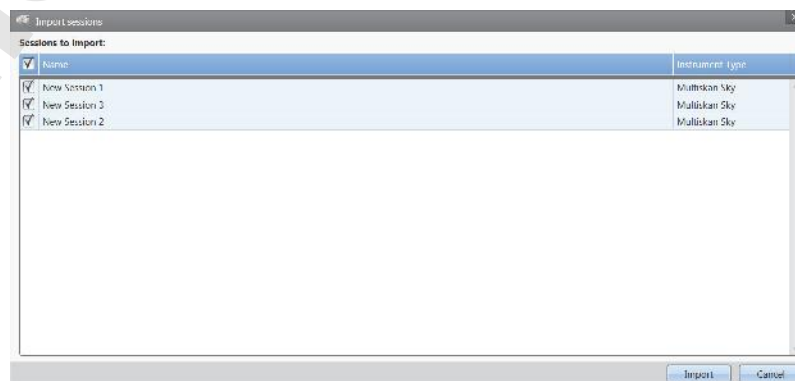 Import sessions
Sessions to Import:
Name Instrument Type
New Session 1 Multiskan Sky
New Session 3 Multiskan Sky
New Session 2 Multiskan Sky
Import Cancel